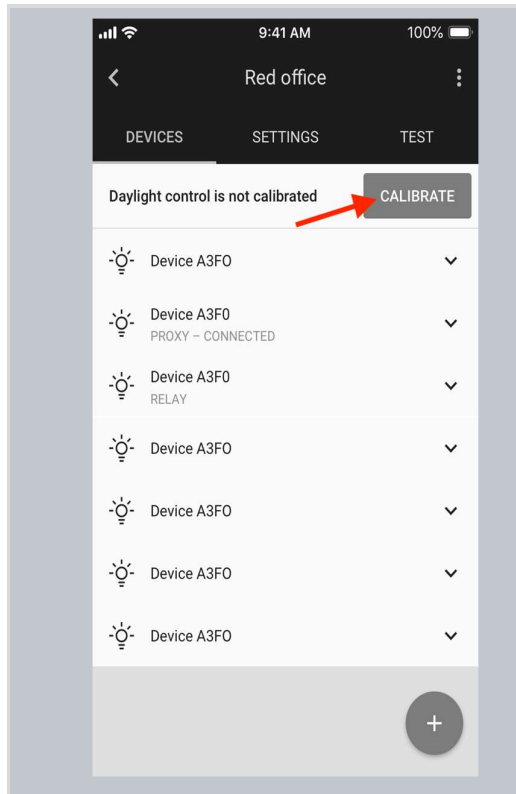 9:41 AM 100%
Red office
DEVICES SETTINGS TEST
Daylight control is not calibrated CALIBRATE
Device A3FO
Device A3F0
PROXY – CONNECTED
Device A3F0
RELAY
Device A3FO
Device A3FO
Device A3FO
Device A3FO
+